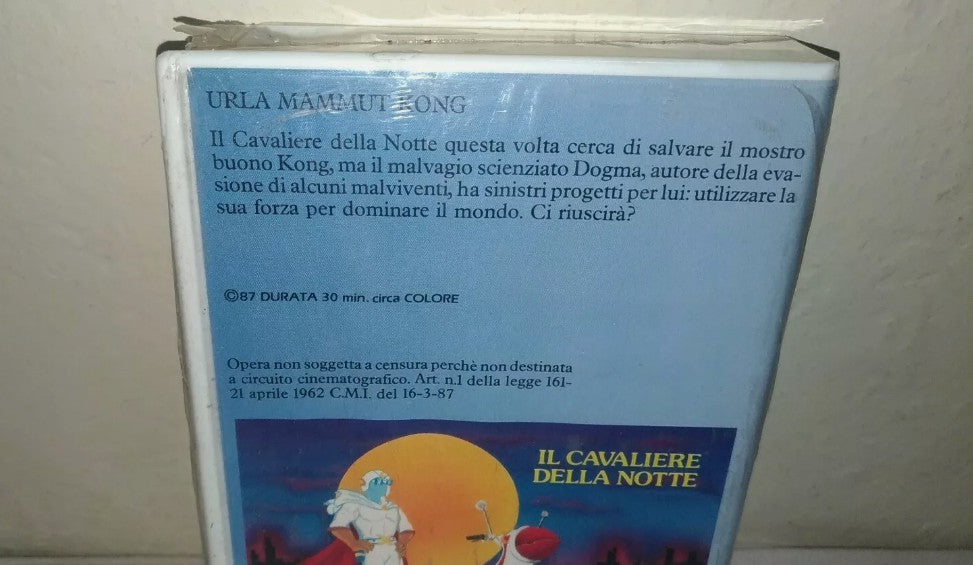 URLA MAMMUT KONG
Il Cavaliere della Notte questa volta cerca di salvare il mostro
buono Kong, ma il malvagio scienziato Dogma, autore della eva-
sione di alcuni malviventi, ha sinistri progetti per lui: utilizzare la
sua forza per dominare il mondo. Ci riuscirà?
©87 DURATA 30 min. circa COLORE
Opera non soggetta a censura perchè non destinata
a circuito cinematografico. Art. n.1 della legge 161-
21 aprile 1962 C.M.I. del 16-3-87
IL CAVALIERE
DELLA NOTTE